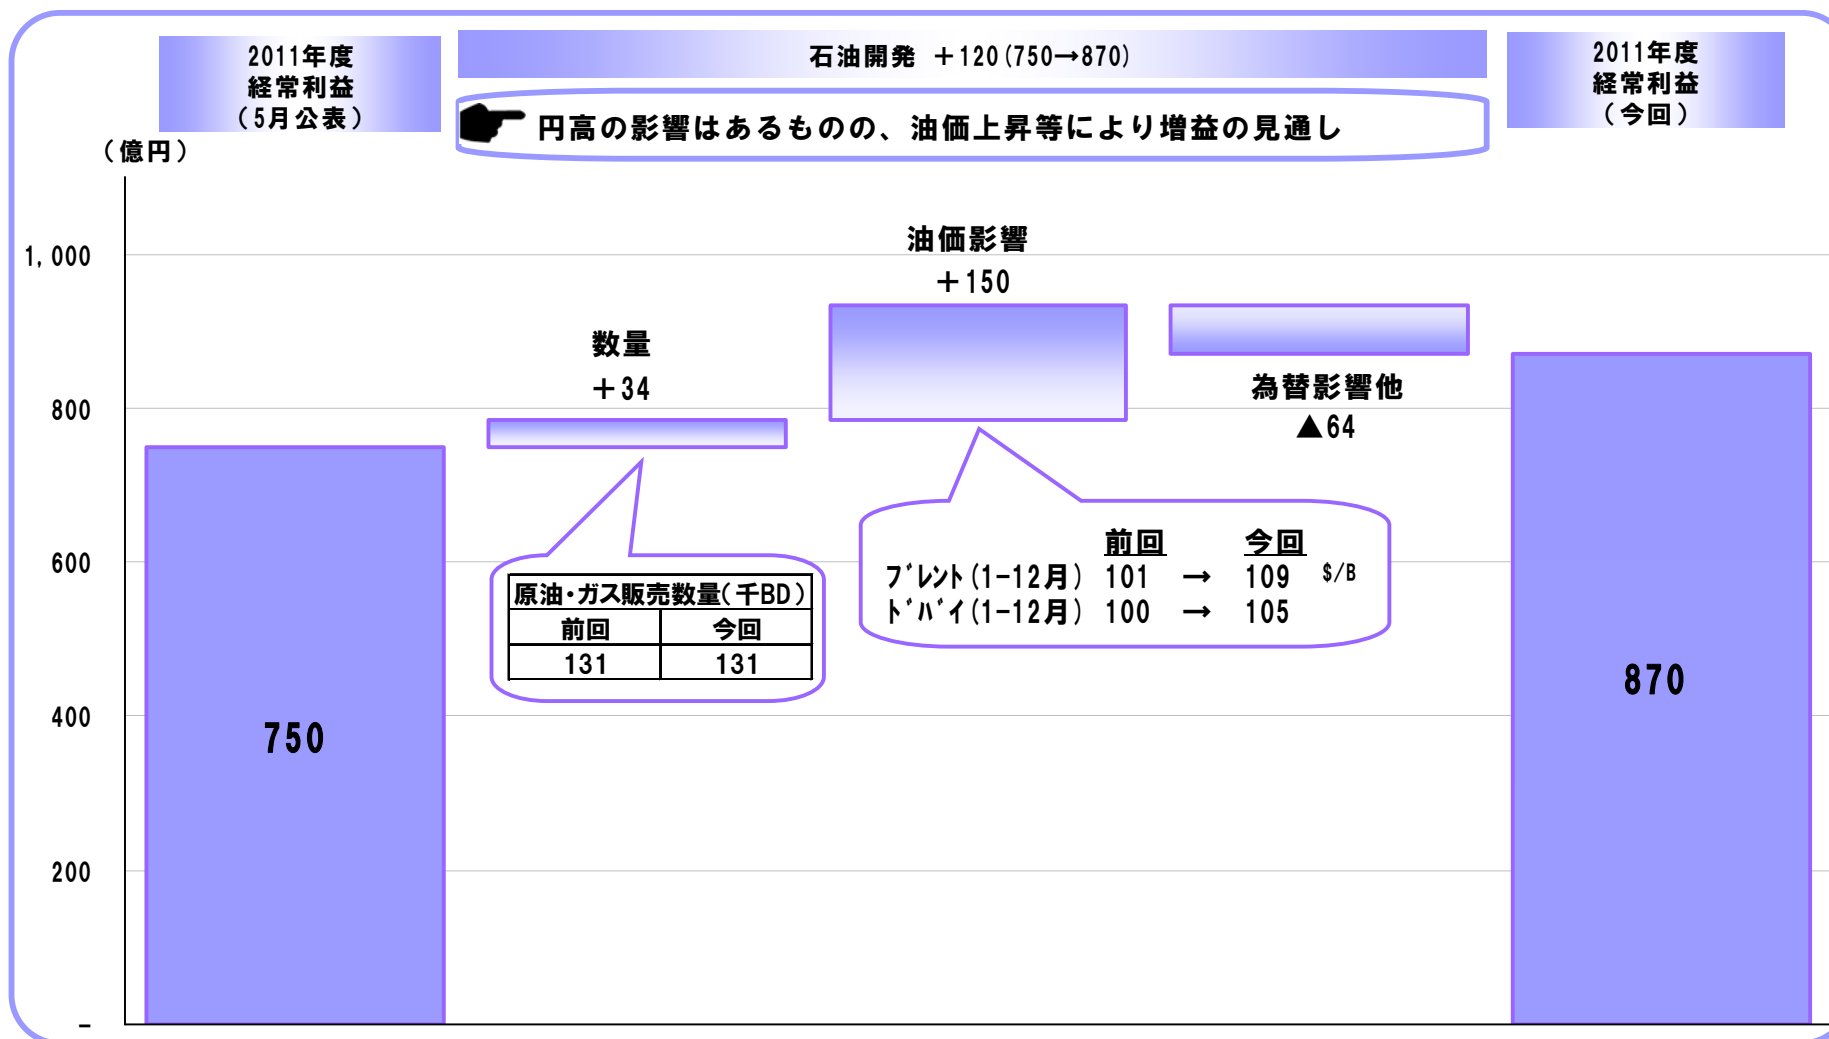 2011年度
経常利益
（5月公表）
石油開発 ＋120(750→870)
2011年度
経常利益
（今回）
円高の影響はあるものの、油価上昇等により増益の見通し
（億円）
1,000
800
600
400
200
-
油価影響
＋150
数量
＋34
為替影響他
▲64
原油・ガス販売数量(千BD)
前回 今回
131 131
前回 今回
ﾌﾞﾚﾝﾄ(1-12月) 101 → 109 $/B
ﾄﾞﾊﾞｲ(1-12月) 100 → 105
750
870